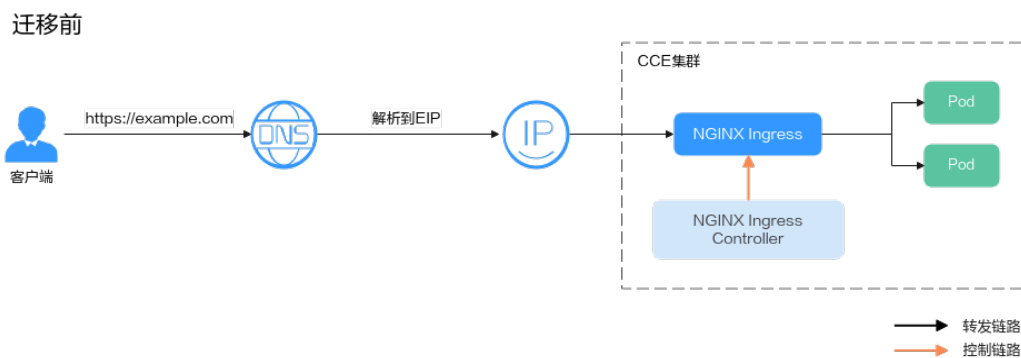 迁移前
CCE集群
https://example.com
DNS
解析到EIP
IP
NGINX Ingress
Pod
Pod
客户端
NGINX Ingress
Controller
转发链路
控制链路